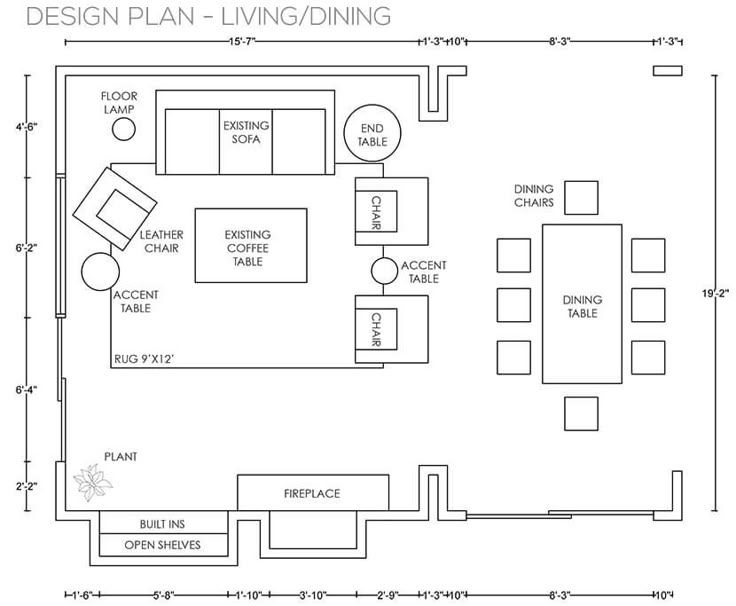 DESIGN PLAN - LIVING/DINING
15'-7"
1'-3"
10"
8'-3"
1'-3"
FLOOR
LAMP
EXISTING
SOFA
END
TABLE
4'-6"
LEATHER
CHAIR
EXISTING
COFFEE
TABLE
CHAIR
DINING
CHAIRS
6'-2"
ACCENT
TABLE
ACCENT
TABLE
DINING
TABLE
19'-2"
CHAIR
RUG 9'X12'
6'-4"
PLANT
2'-2"
FIREPLACE
BUILT INS
OPEN SHELVES
1'-6"
5'-8"
1'-10"
3'-10"
2'-9"
1'-3"
10"
8'-3"
10"